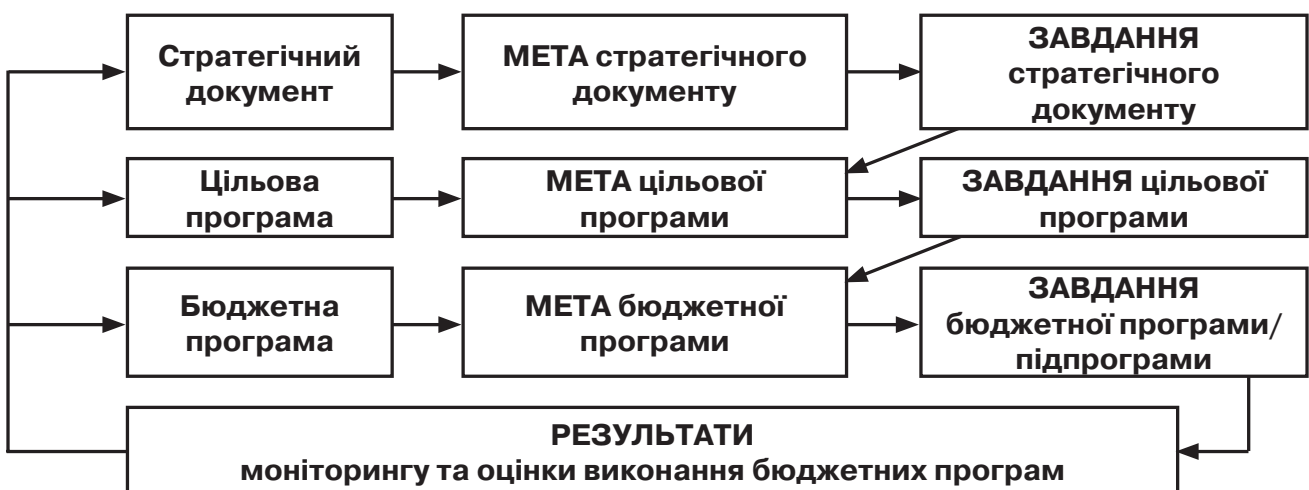 Стратегічний
документ
МЕТА стратегічного
документу
ЗАВДАННЯ
стратегічного
документу
Цільова
програма
МЕТА цільової
програми
ЗАВДАННЯ цільової
програми
Бюджетна
програма
МЕТА бюджетної
програми
ЗАВДАННЯ
бюджетної програми/
підпрограми
РЕЗУЛЬТАТИ
моніторингу та оцінки виконання бюджетних програм